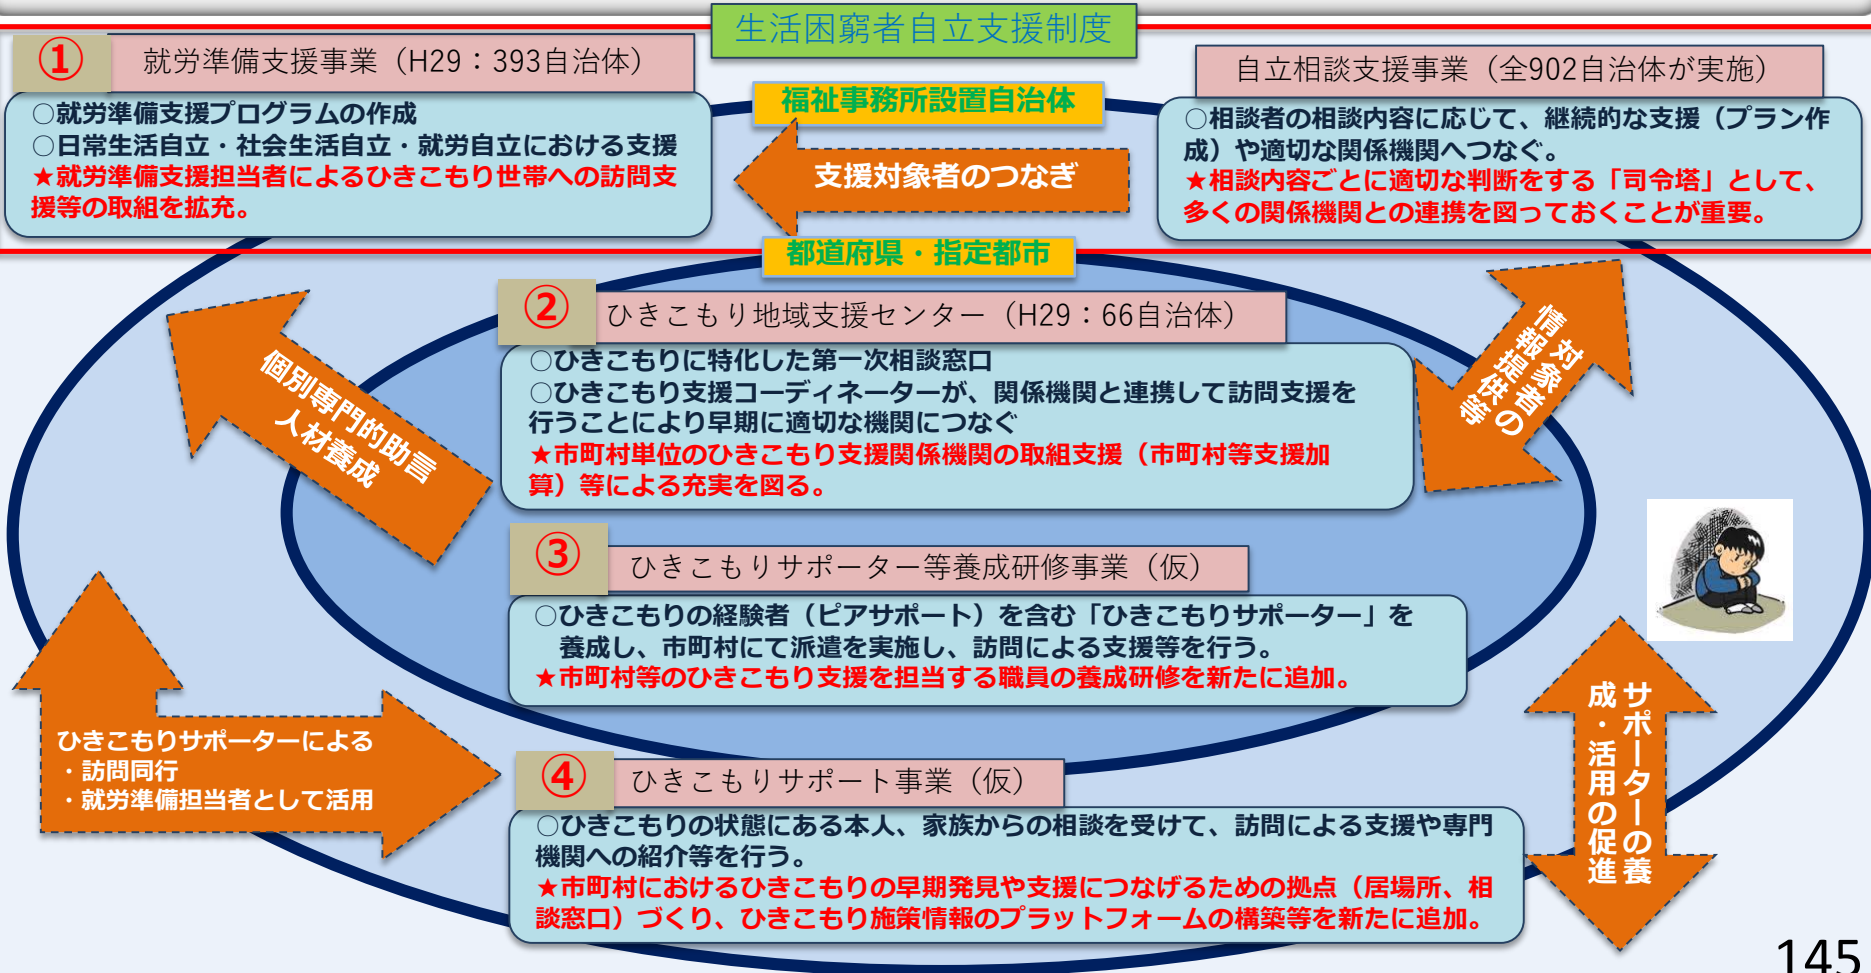 生活困窮者自立支援制度
①
就労準備支援事業（H29：393自治体）
○就労準備支援プログラムの作成
○日常生活自立・社会生活自立・就労自立における支援
★就労準備支援担当者によるひきこもり世帯への訪問支
援等の取組を拡充。
福祉事務所設置自治体
支援対象者のつなぎ
自立相談支援事業（全902自治体が実施）
○相談者の相談内容に応じて、継続的な支援（プラン作
成）や適切な関係機関へつなぐ。
★相談内容ごとに適切な判断をする「司令塔」として、
多くの関係機関との連携を図っておくことが重要。
都道府県・指定都市
②
ひきこもり地域支援センター（H29：66自治体）
○ひきこもりに特化した第一次相談窓口
○ひきこもり支援コーディネーターが、関係機関と連携して訪問支援を
行うことにより早期に適切な機関につなぐ
★市町村単位のひきこもり支援関係機関の取組支援（市町村等支援加
算）等による充実を図る。
個別専門的助言
人材養成
対象者の
情報提供等
③
ひきこもりサポーター等養成研修事業（仮）
○ひきこもりの経験者（ピアサポート）を含む「ひきこもりサポーター」を
養成し、市町村にて派遣を実施し、訪問による支援等を行う。
★市町村等のひきこもり支援を担当する職員の養成研修を新たに追加。
ひきこもりサポーターによる
・訪問同行
・就労準備担当者として活用
④
ひきこもりサポート事業（仮）
○ひきこもりの状態にある本人、家族からの相談を受けて、訪問による支援や専門
機関への紹介等を行う。
★市町村におけるひきこもりの早期発見や支援につなげるための拠点（居場所、相
談窓口）づくり、ひきこもり施策情報のプラットフォームの構築等を新たに追加。
サポーターの養
成・活用の促進
145